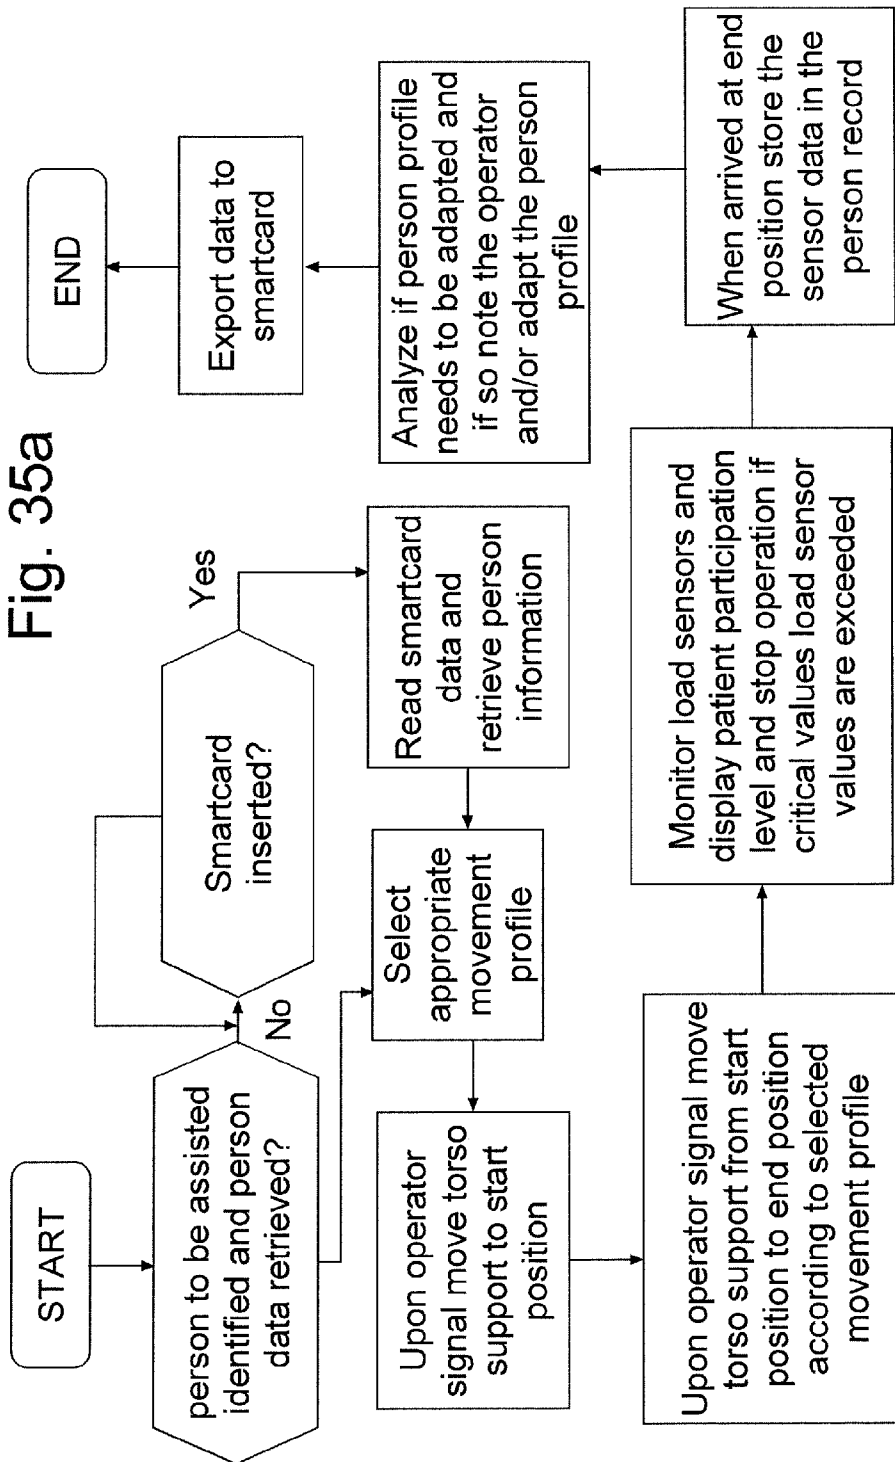 Fig. 35a
START
person to be assisted
identified and person
data retrieved?
No
Smartcard
inserted?
Yes
Read smartcard
data and
retrieve person
information
Select
appropriate
movement
profile
Upon operator
signal move torso
support to start
position
Upon operator signal move
torso support from start
position to end position
according to selected
movement profile
Monitor load sensors and
display patient participation
level and stop operation if
critical values load sensor
values are exceeded
When arrived at end
position store the
sensor data in the
person record
Analyze if person profile
needs to be adapted and
if so note the operator
and/or adapt the person
profile
Export data to
smartcard
END